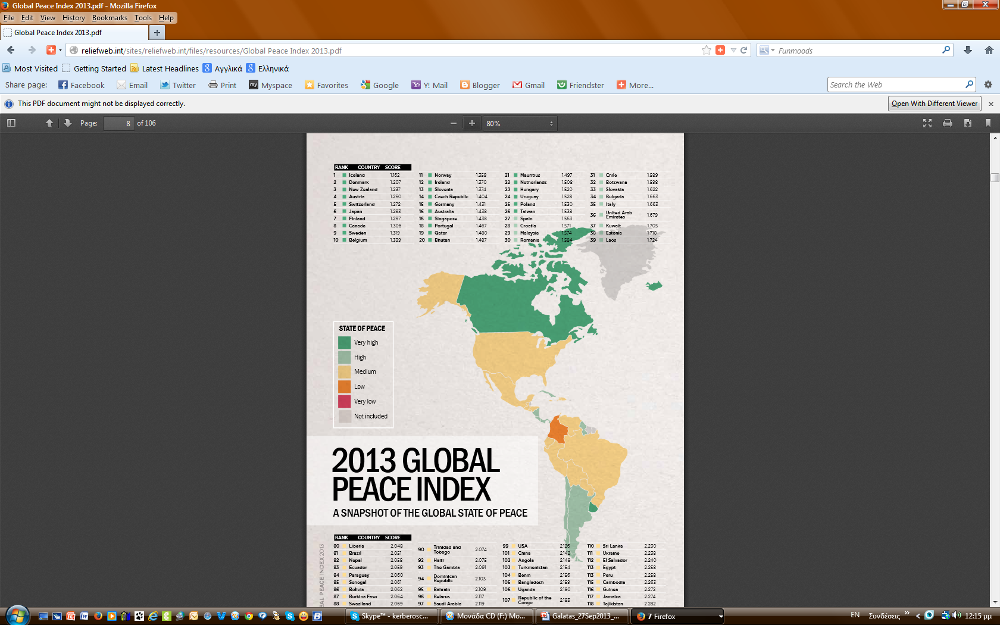 Global Peace Index 2013.pdf - Mozilla Firefox
File Edit View History Bookmarks Tools Help
Global Peace Index 2013.pdf
reliefweb.int/sites/reliefweb.int/files/resources/Global Peace Index 2013.pdf
Funmoods
Most Visited Getting Started Latest Headlines Αγγλικά Ελληνικά
Share page: Facebook Email Twitter Print Myspace Favorites Google Y! Mail Blogger Gmail Friendster More...
Search the Web
This PDF document might not be displayed correctly.
Open With Different Viewer
Page: 8 of 106
80%
RANK COUNTRY SCORE
1 Iceland 1.162 11 Norway 1.359 21 Mauritius 1.497 31 Chile 1.589
2 Denmark 1.207 12 Ireland 1.370 22 Netherlands 1.508 32 Botswana 1.598
3 New Zealand 1.237 13 Slovenia 1.374 23 Hungary 1.520 33 Slovakia 1.622
4 Austria 1.250 14 Czech Republic 1.404 24 Uruguay 1.528 34 Bulgaria 1.663
5 Switzerland 1.272 15 Germany 1.431 25 Poland 1.530 35 Italy 1.663
6 Japan 1.293 16 Australia 1.438 26 Taiwan 1.538 36 United Arab Emirates 1.679
7 Finland 1.297 16 Singapore 1.438 27 Spain 1.563
8 Canada 1.306 18 Portugal 1.467 28 Croatia 1.571 37 Kuwait 1.705
9 Sweden 1.319 19 Qatar 1.480 29 Malaysia 1.574 38 Estonia 1.710
10 Belgium 1.339 20 Bhutan 1.487 30 Romania 1.584 39 Laos 1.724
STATE OF PEACE
Very high
High
Medium
Low
Very low
Not included
2013 GLOBAL
PEACE INDEX
A SNAPSHOT OF THE GLOBAL STATE OF PEACE
RANK COUNTRY SCORE
80 Liberia 2.048 90 Trinidad and Tobago 2.074 99 USA 2.126 110 Sri Lanka 2.230
81 Brazil 2.051 101 China 2.142 111 Ukraine 2.238
82 Nepal 2.058 92 Haiti 2.075 102 Angola 2.148 112 El Salvador 2.240
83 Ecuador 2.059 93 The Gambia 2.091 103 Turkmenistan 2.154 113 Egypt 2.258
84 Paraguay 2.060 94 Dominican Republic 2.103 104 Benin 2.156 113 Peru 2.258
85 Senegal 2.061 105 Bangladesh 2.159 115 Cambodia 2.263
86 Bolivia 2.062 95 Bahrain 2.109 106 Uganda 2.180 116 Guinea 2.272
87 Burkina Faso 2.064 96 Belarus 2.117 107 Republic of the Congo 2.183 117 Jamaica 2.274
88 Swaziland 2.069 97 Saudi Arabia 2.119 118 Tajikistan 2.282
BAL PEACE INDEX 2013
Skype™ - kerberosc... Μονάδα CD (F:) Mo... Galatas_27Sep2013_... 7 Firefox
EN Συνδέσεις » 12:15 μμ